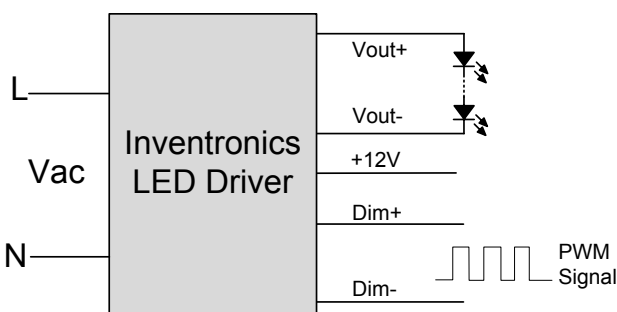 L
Vac
N
Inventronics
LED Driver
Vout+
Vout-
+12V
Dim+
Dim-
PWM
Signal